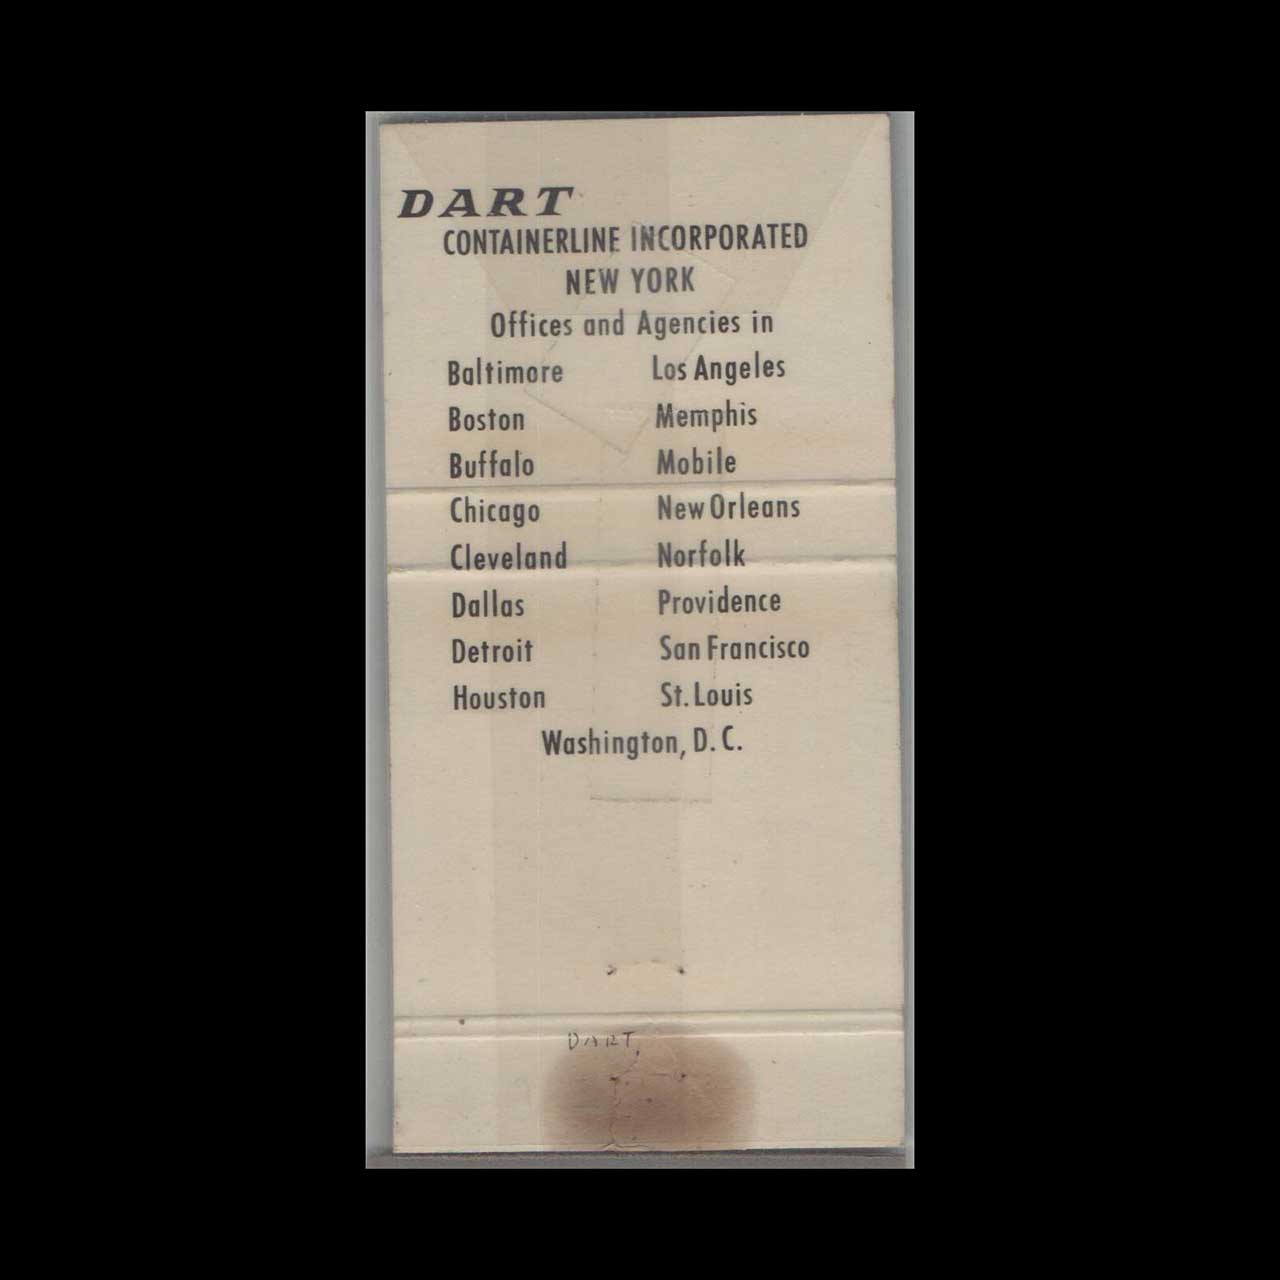 DART
CONTAINERLINE INCORPORATED
NEW YORK
Offices and Agencies in
Baltimore Los Angeles
Boston Memphis
Buffalo Mobile
Chicago New Orleans
Cleveland Norfolk
Dallas Providence
Detroit San Francisco
Houston St. Louis
Washington, D. C.
DART